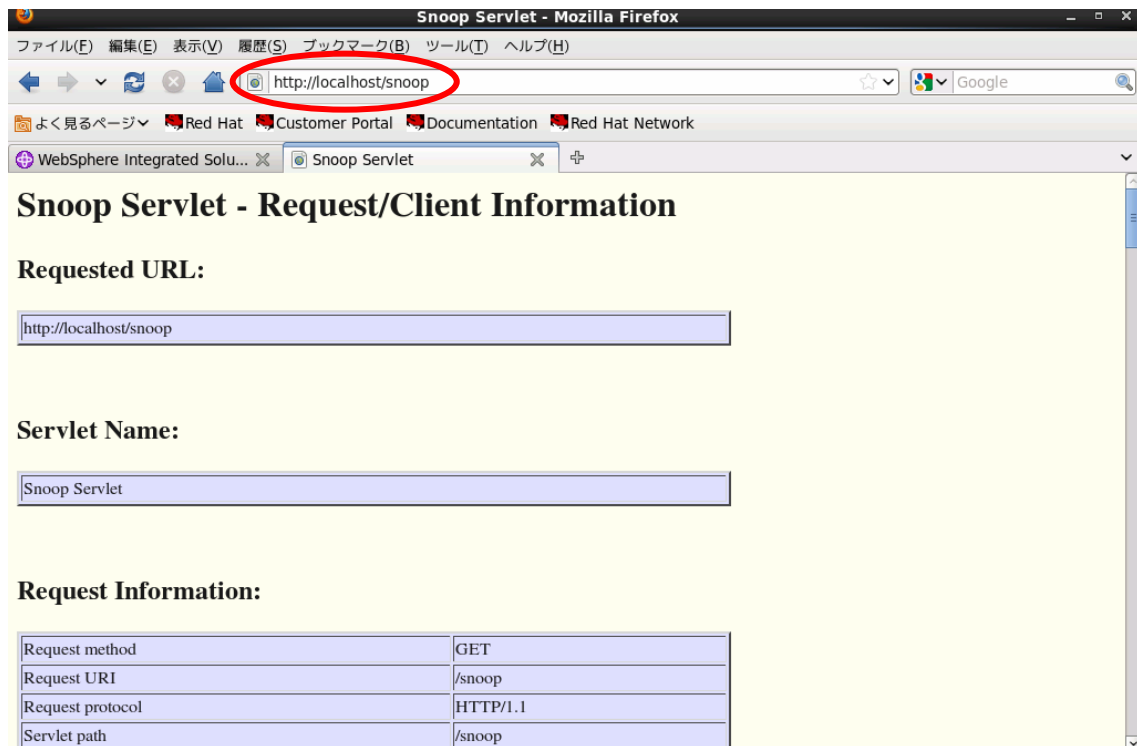 Snoop Servlet - Mozilla Firefox
ファイル(F) 編集(E) 表示(V) 履歴(S) ブックマーク(B) ツール(T) ヘルプ(H)
http://localhost/snoop Google
よく見るページ Red Hat Customer Portal Documentation Red Hat Network
WebSphere Integrated Solu... Snoop Servlet
Snoop Servlet - Request/Client Information
Requested URL:
http://localhost/snoop
Servlet Name:
Snoop Servlet
Request Information:
Request method GET
Request URI /snoop
Request protocol HTTP/1.1
Servlet path /snoop